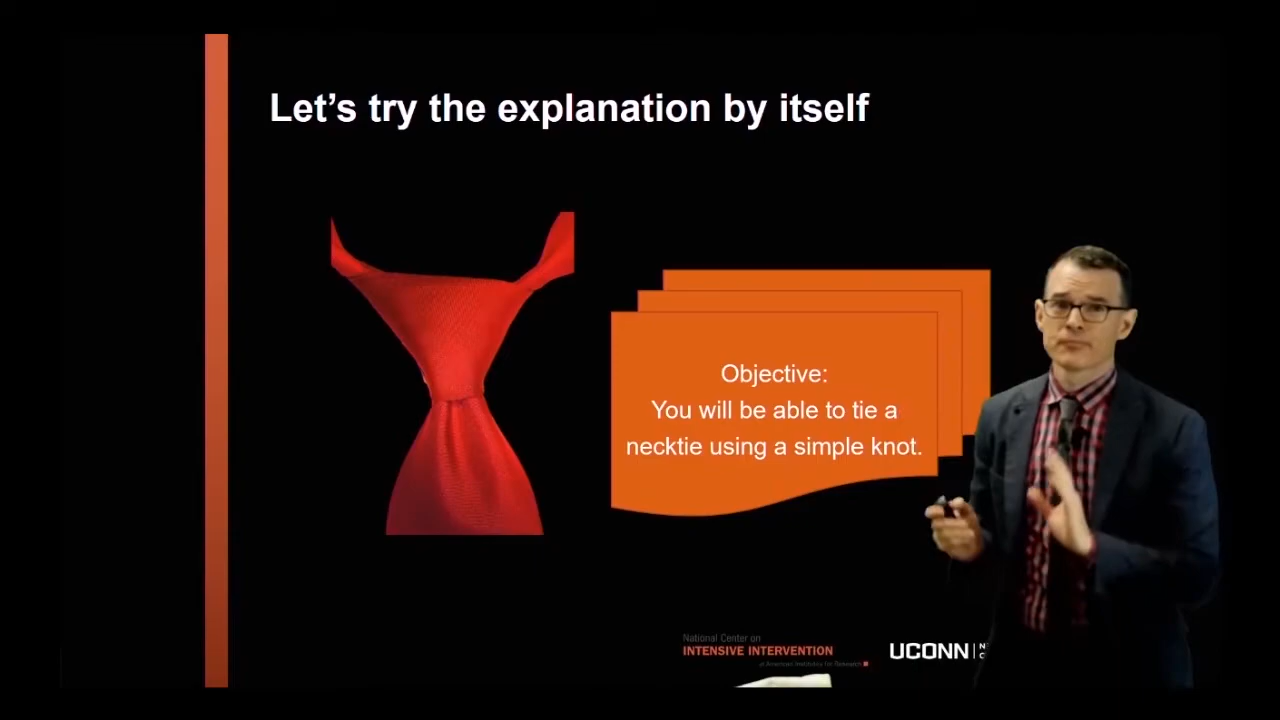 Let’s try the explanation by itself
Objective:
You will be able to tie a
necktie using a simple knot.
National Center on
INTENSIVE INTERVENTION
at American Institutes for Research
UCONN